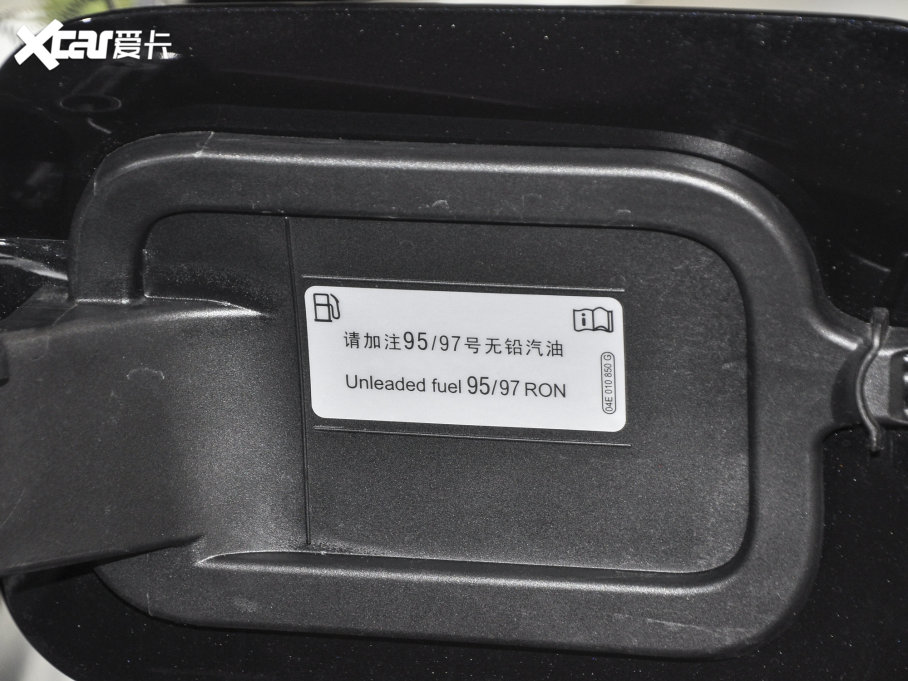 Xcar爱卡
请加注95/97号无铅汽油
Unleaded fuel 95/97 RON
04E 010 850 G